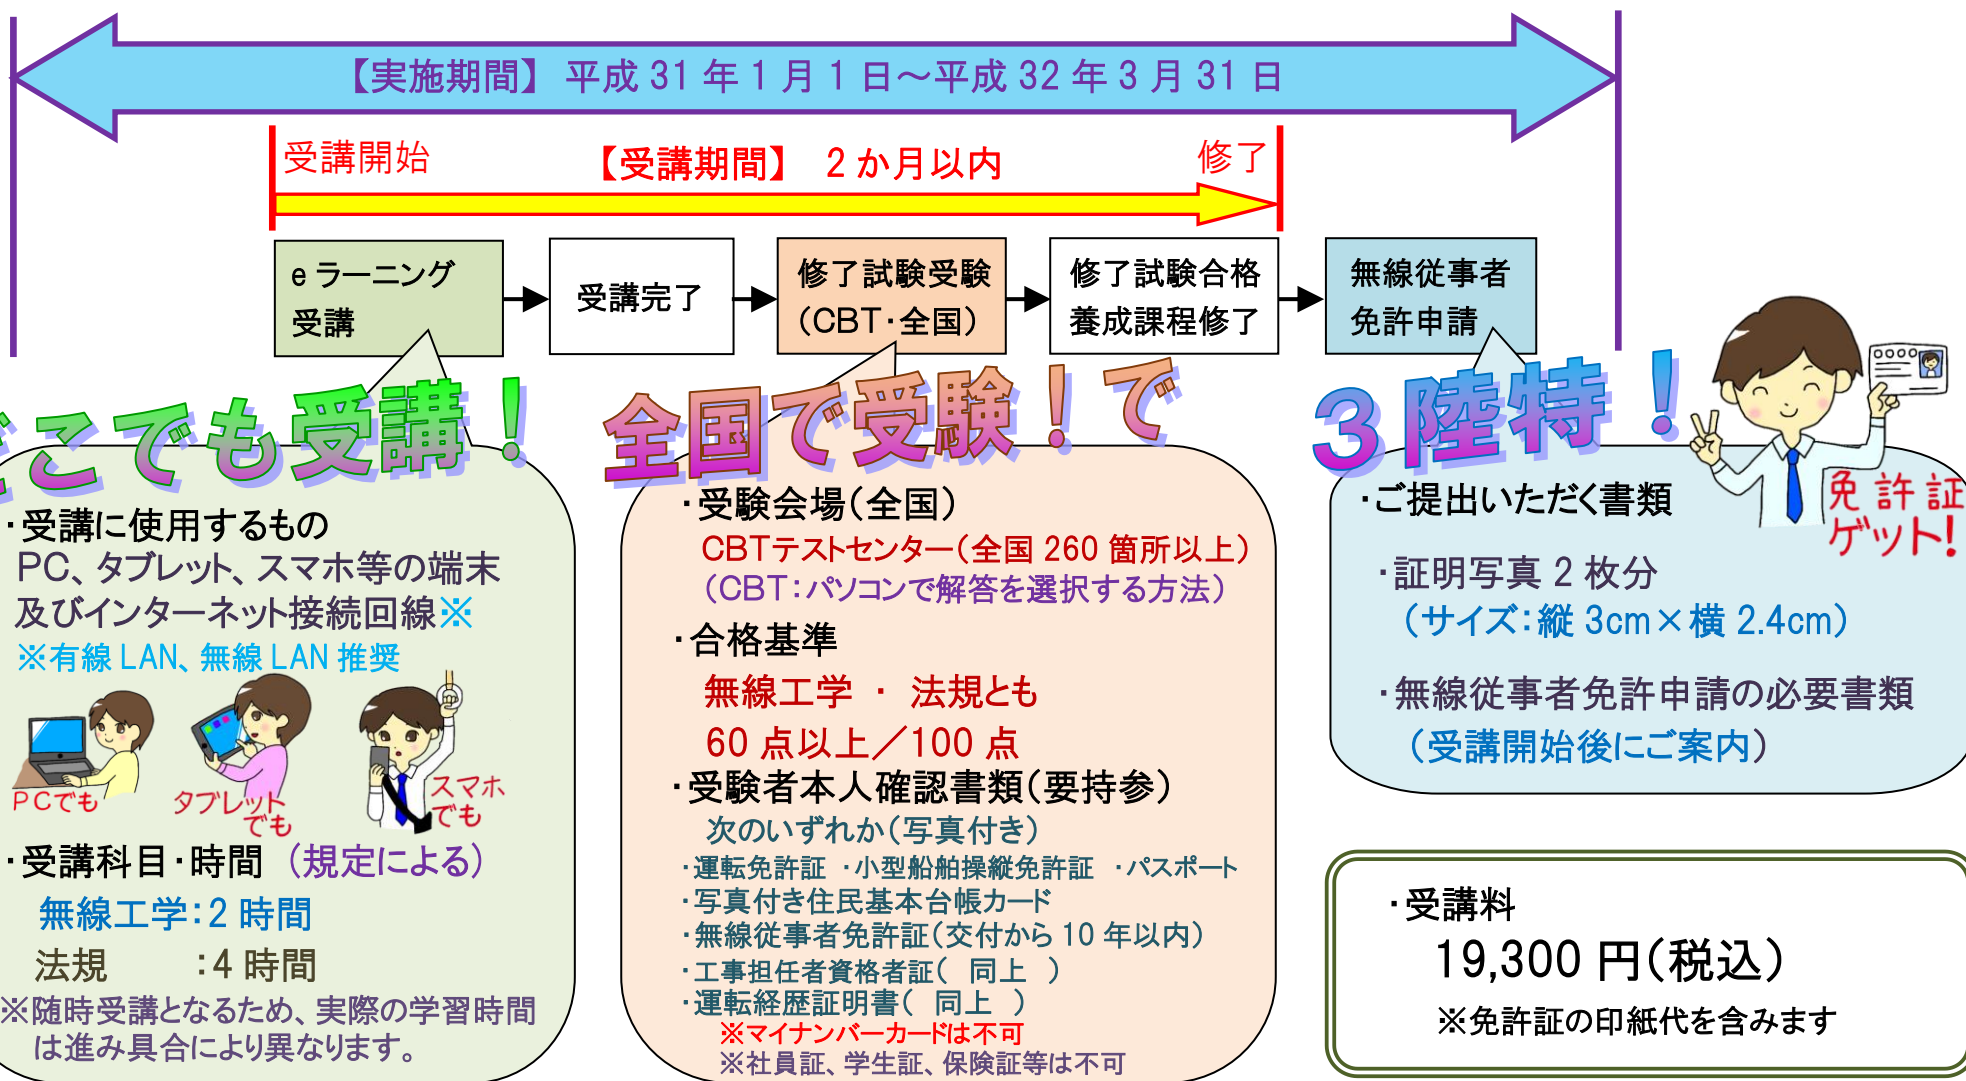 【実施期間】 平成 31 年 1 月 1 日～平成 32 年 3 月 31 日
受講開始
【受講期間】 2 か月以内
修了
e ラーニング
受講
受講完了
修了試験受験
(CBT・全国)
修了試験合格
養成課程修了
無線従事者
免許申請
どこでも受講！
・受講に使用するもの
PC、タブレット、スマホ等の端末
及びインターネット接続回線※
※有線 LAN、無線 LAN 推奨
PCでも
タブレット
でも
スマホ
でも
・受講科目・時間 (規定による)
無線工学：2 時間
法規 ：4 時間
※随時受講となるため、実際の学習時間
は進み具合により異なります。
全国で受験！で
・受験会場(全国)
CBTテストセンター(全国 260 箇所以上)
(CBT：パソコンで解答を選択する方法)
・合格基準
無線工学 ・ 法規とも
60 点以上／100 点
・受験者本人確認書類(要持参)
次のいずれか(写真付き)
・運転免許証 ・小型船舶操縦免許証 ・パスポート
・写真付き住民基本台帳カード
・無線従事者免許証(交付から 10 年以内)
・工事担任者資格者証( 同上 )
・運転経歴証明書( 同上 )
※マイナンバーカードは不可
※社員証、学生証、保険証等は不可
３陸特！
免許証
ゲット!
・ご提出いただく書類
・証明写真 2 枚分
(サイズ：縦 3cm×横 2.4cm)
・無線従事者免許申請の必要書類
(受講開始後にご案内)
・受講料
19,300 円(税込)
※免許証の印紙代を含みます